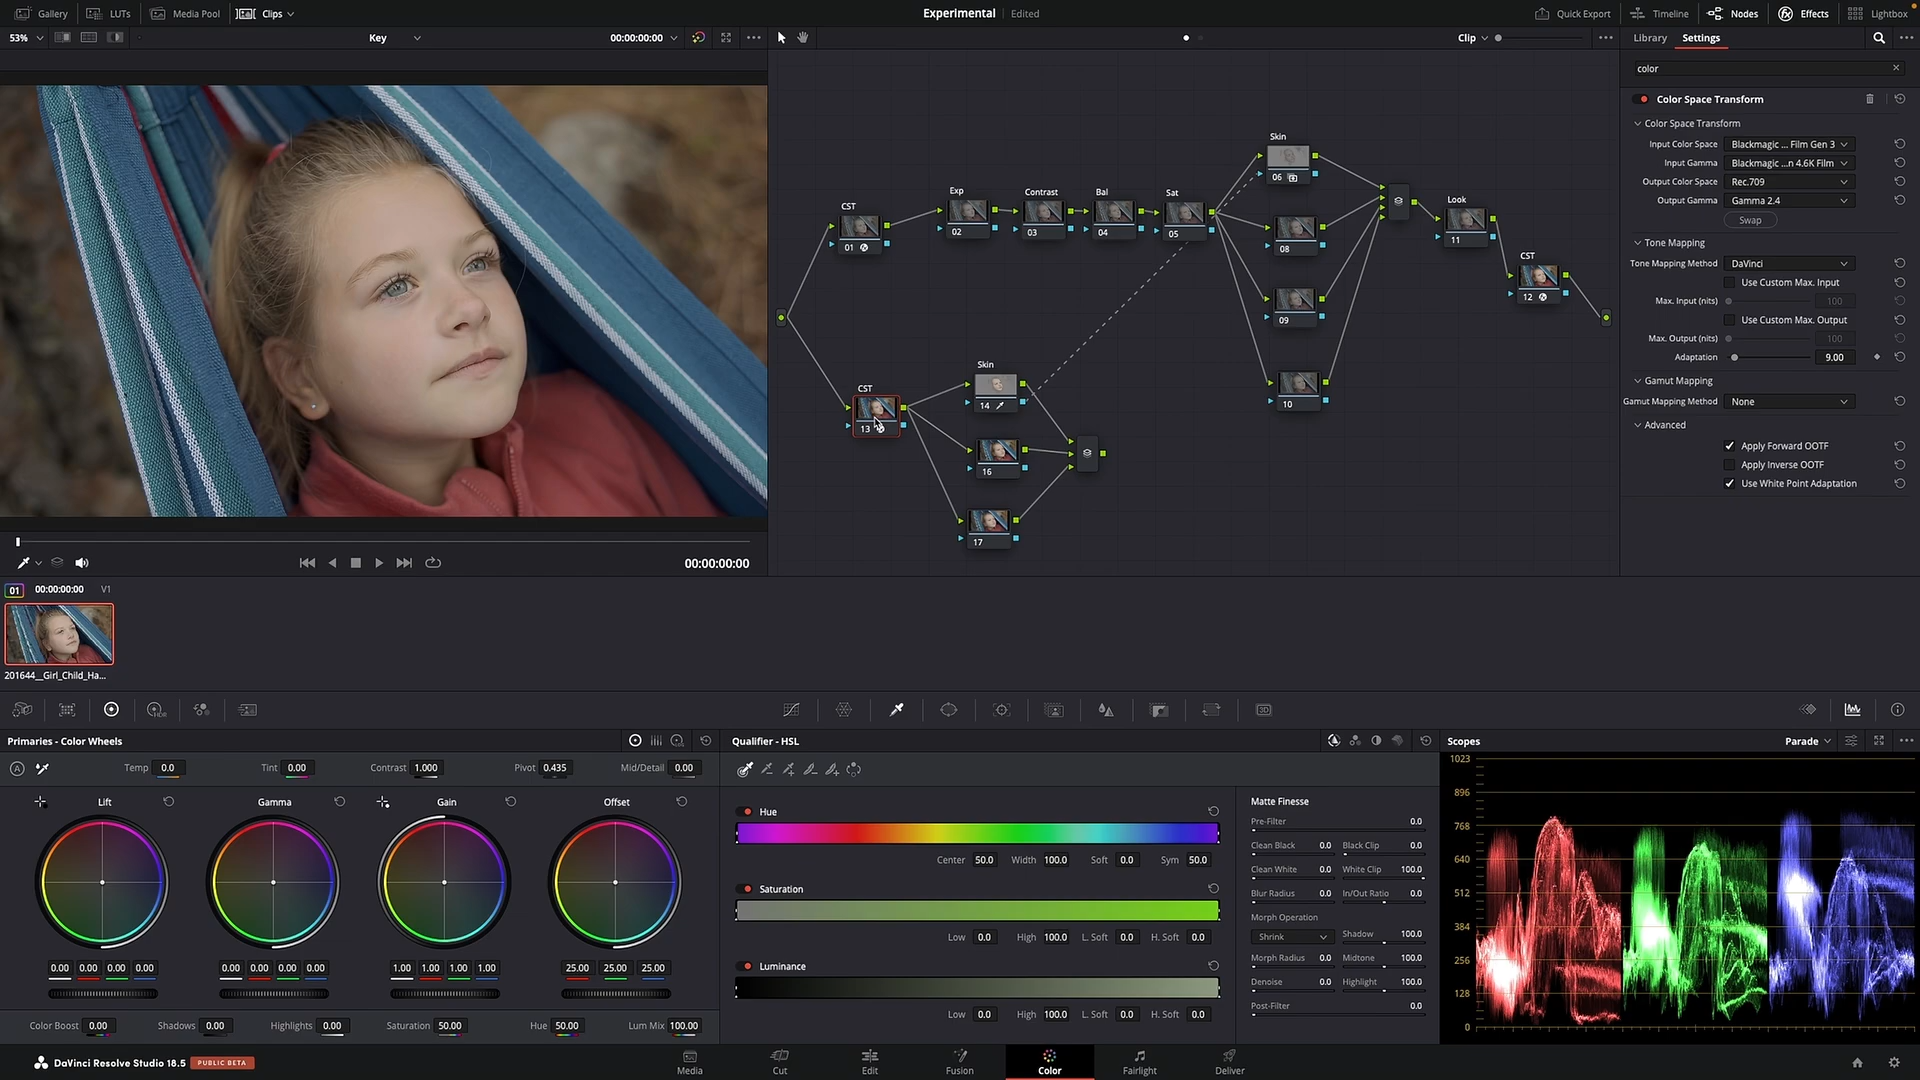 Gallery LUTs Media Pool Clips Experimental Edited Quick Export Timeline Nodes Effects Lightbox
53% Key 00:00:00:00 Clip Library Settings
color
Color Space Transform
Color Space Transform
Input Color Space Blackmagic ... Film Gen 3
Input Gamma Blackmagic ...n 4.6K Film
Output Color Space Rec.709
Output Gamma Gamma 2.4
Swap
Tone Mapping
Tone Mapping Method DaVinci
Use Custom Max. Input
Max. Input (nits) 100
Use Custom Max. Output
Max. Output (nits) 100
Adaptation 9.00
Gamut Mapping
Gamut Mapping Method None
Advanced
Apply Forward OOTF
Apply Inverse OOTF
Use White Point Adaptation
Skin
06
CST Exp Contrast Bal Sat Look
01 02 03 04 05 08 11
CST
12
09
CST Skin
13 14 10
16
17
00:00:00:00
01 00:00:00:00 V1
201644__Girl_Child_Ha...
Primaries - Color Wheels
Temp 0.0 Tint 0.00 Contrast 1.000 Pivot 0.435 Mid/Detail 0.00
Lift Gamma Gain Offset
0.00 0.00 0.00 0.00 0.00 0.00 0.00 0.00 1.00 1.00 1.00 1.00 25.00 25.00 25.00
Color Boost 0.00 Shadows 0.00 Highlights 0.00 Saturation 50.00 Hue 50.00 Lum Mix 100.00
Qualifier - HSL
Hue
Center 50.0 Width 100.0 Soft 0.0 Sym 50.0
Saturation
Low 0.0 High 100.0 L. Soft 0.0 H. Soft 0.0
Luminance
Low 0.0 High 100.0 L. Soft 0.0 H. Soft 0.0
Matte Finesse
Pre-Filter 0.0
Clean Black 0.0 Black Clip 0.0
Clean White 0.0 White Clip 100.0
Blur Radius 0.0 In/Out Ratio 0.0
Morph Operation
Shrink Shadow 100.0
Morph Radius 0.0 Midtone 100.0
Denoise 0.0 Highlight 100.0
Post-Filter 0.0
Scopes Parade
1023
896
768
640
512
384
256
128
0
DaVinci Resolve Studio 18.5 PUBLIC BETA
Media Cut Edit Fusion Color Fairlight Deliver